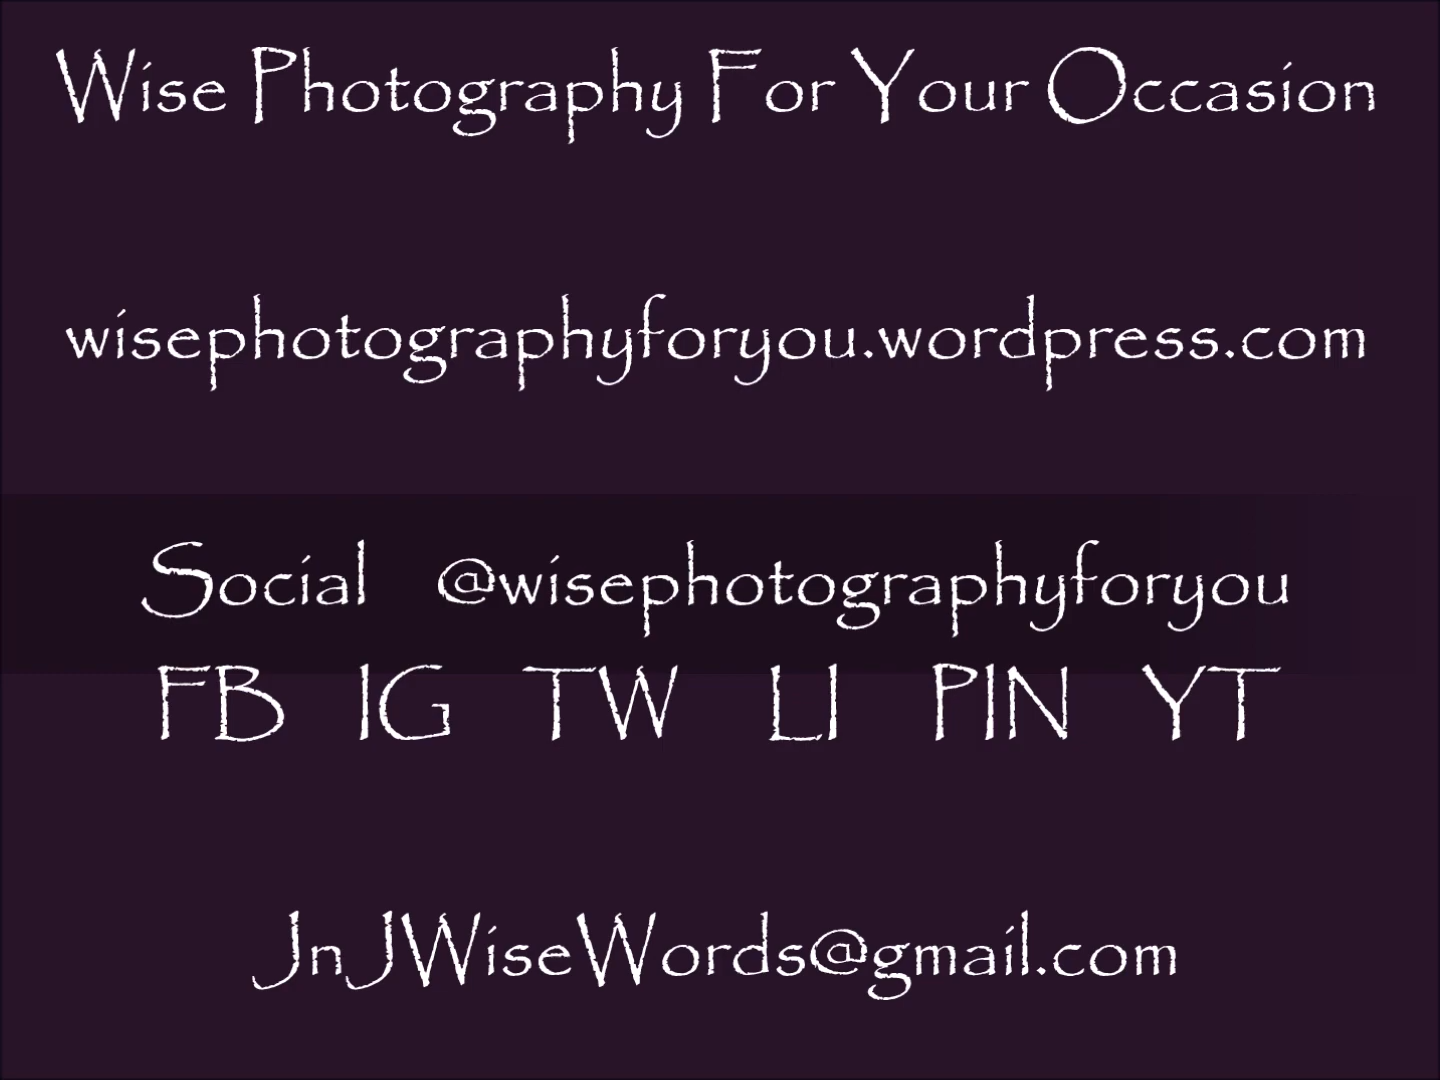 Wise Photography For Your Occasion
wisephotographyforyou.wordpress.com
Social @wisephotographyforyou
FB IG TW LI PIN YT
JnJWiseWords@gmail.com